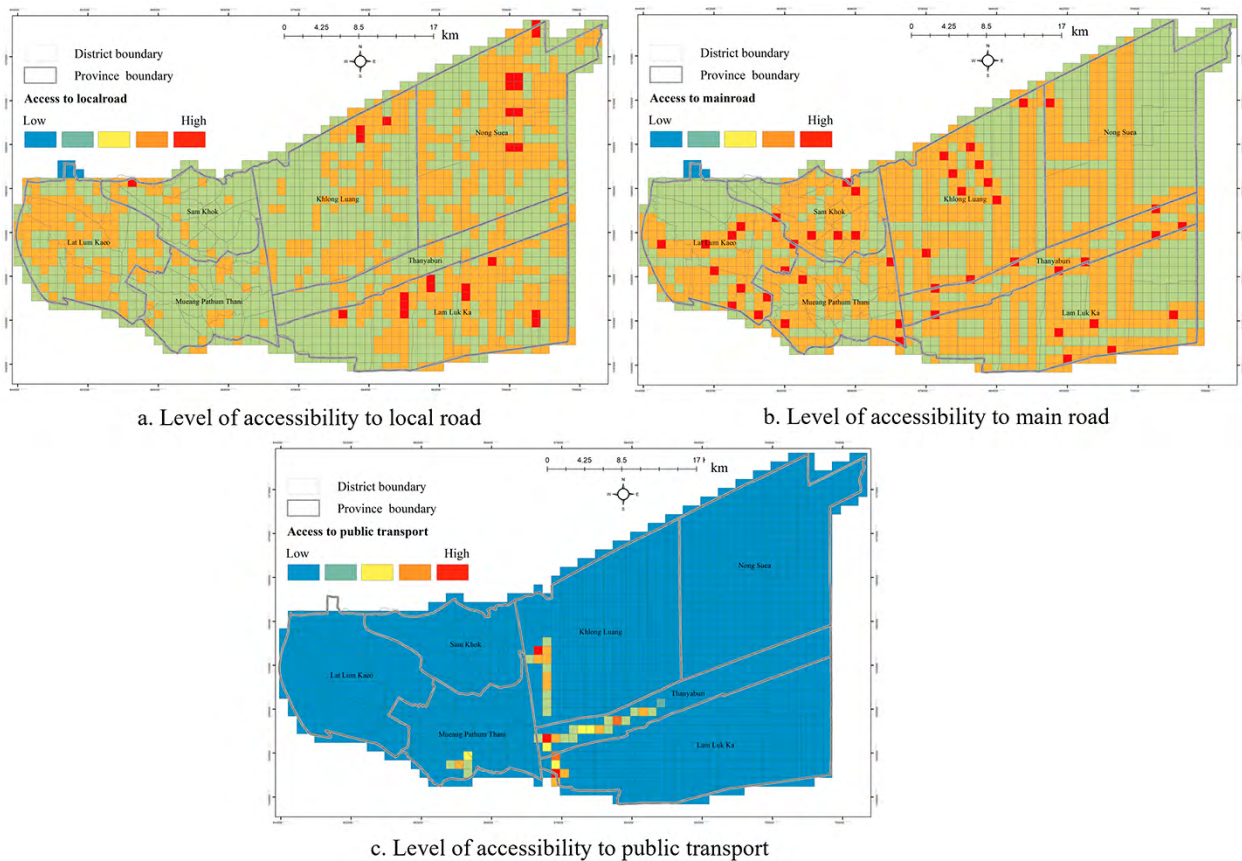 0 4.25 8.5 17
km
District boundary
Province boundary
Access to localroad
Low High
N
W E
S
Nong Suea
Khlong Luang
Sam Khok
Lat Lum Kaeo
Thanyaburi
Mueang Pathum Thani
Lam Luk Ka
a. Level of accessibility to local road
0 4.25 8.5 17
km
District boundary
Province boundary
Access to mainroad
Low High
N
W E
S
Nong Suea
Khlong Luang
Sam Khok
Lat Lum Kaeo
Thanyaburi
Mueang Pathum Thani
Lam Luk Ka
b. Level of accessibility to main road
0 4.25 8.5 17
km
District boundary
Province boundary
Access to public transport
Low High
N
W E
S
Nong Suea
Khlong Luang
Sam Khok
Lat Lum Kaeo
Thanyaburi
Mueang Pathum Thani
Lam Luk Ka
c. Level of accessibility to public transport